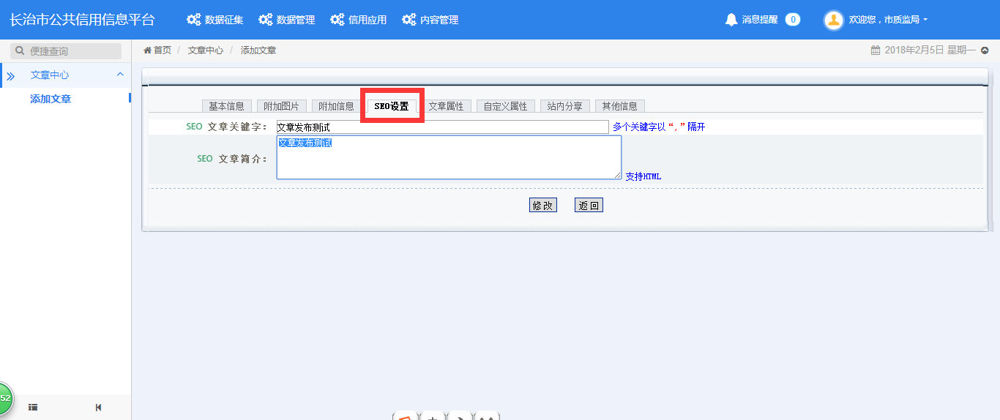 长治市公共信用信息平台 数据征集 数据管理 信用应用 内容管理 消息提醒 0 欢迎您，市质监局
便捷查询 首页 / 文章中心 / 添加文章 2018年2月5日 星期一
文章中心
添加文章
基本信息 附加图片 附加信息 SEO设置 文章属性 自定义属性 站内分享 其他信息
SEO 文章关键字： 文章发布测试 多个关键字以“，”隔开
SEO 文章简介： 文章发布测试 支持HTML
修改 返回
52